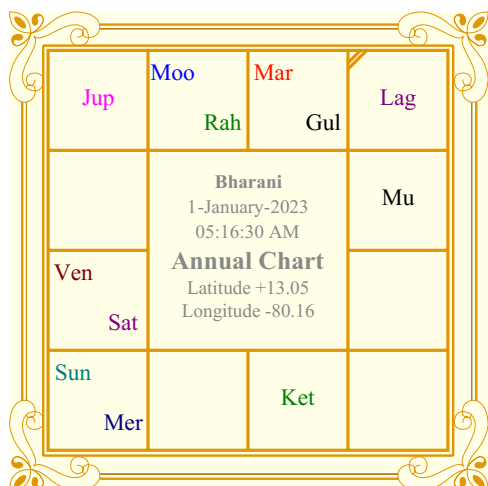 Jup
Moo
Rah
Mar
Gul
Lag
Bharani
1-January-2023
05:16:30 AM
Annual Chart
Latitude +13.05
Longitude -80.16
Mu
Ven
Sat
Sun
Mer
Ket